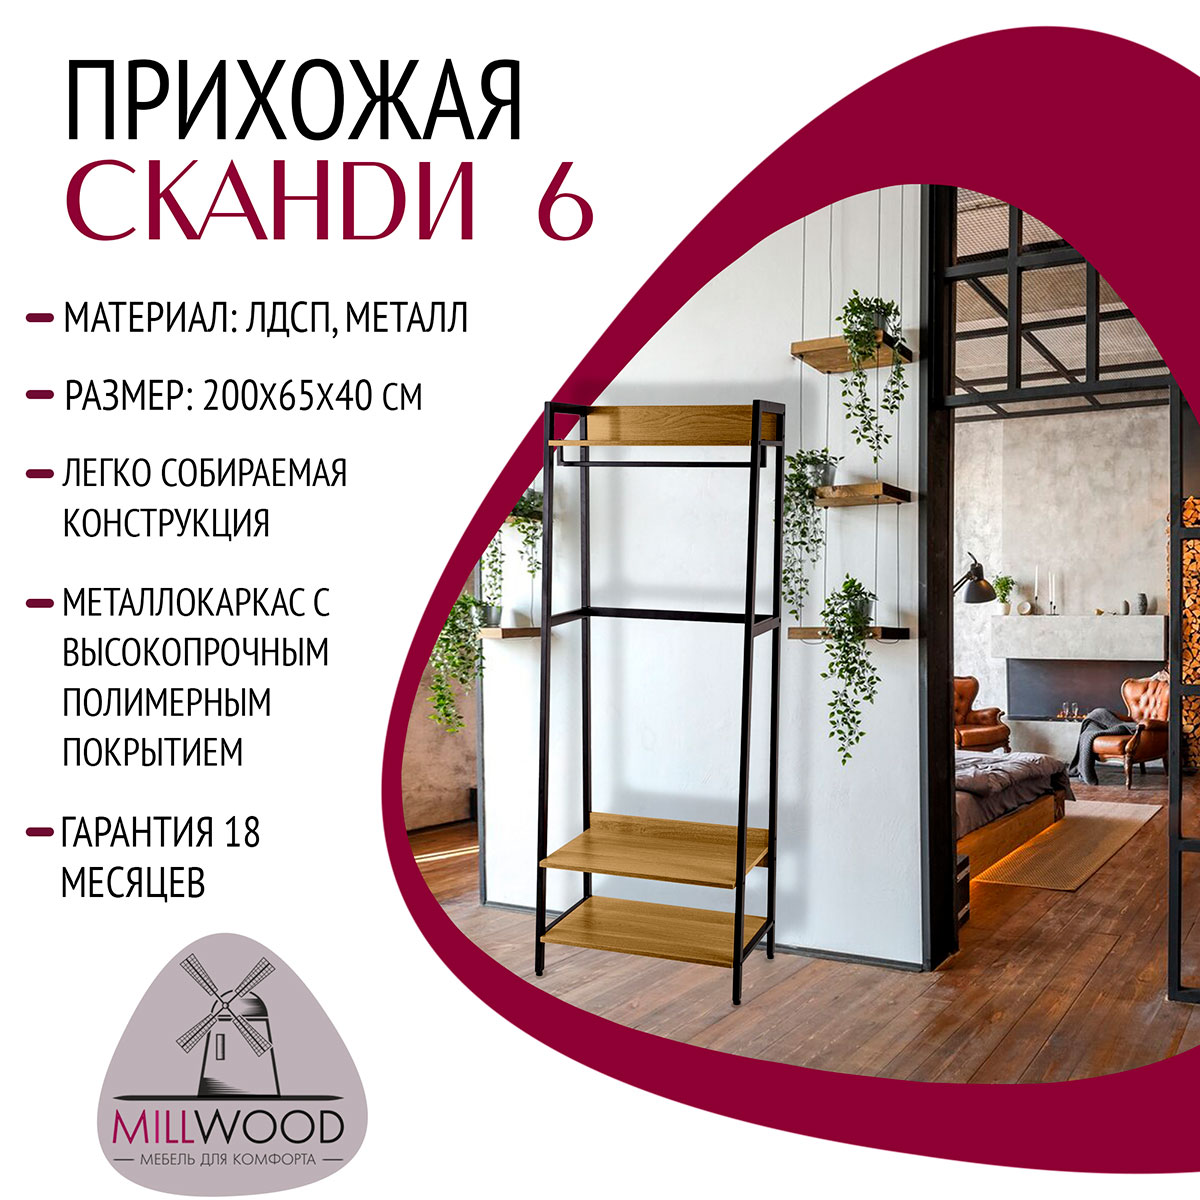 ПРИХОЖАЯ
СКАНDИ 6
МАТЕРИАЛ: ЛДСП, МЕТАЛЛ
РАЗМЕР: 200Х65Х40 СМ
ЛЕГКО СОБИРАЕМАЯ
КОНСТРУКЦИЯ
МЕТАЛЛОКАРКАС С
ВЫСОКОПРОЧНЫМ
ПОЛИМЕРНЫМ
ПОКРЫТИЕМ
ГАРАНТИЯ 18
МЕСЯЦЕВ
MILLWOOD
МЕБЕЛЬ ДЛЯ КОМФОРТА